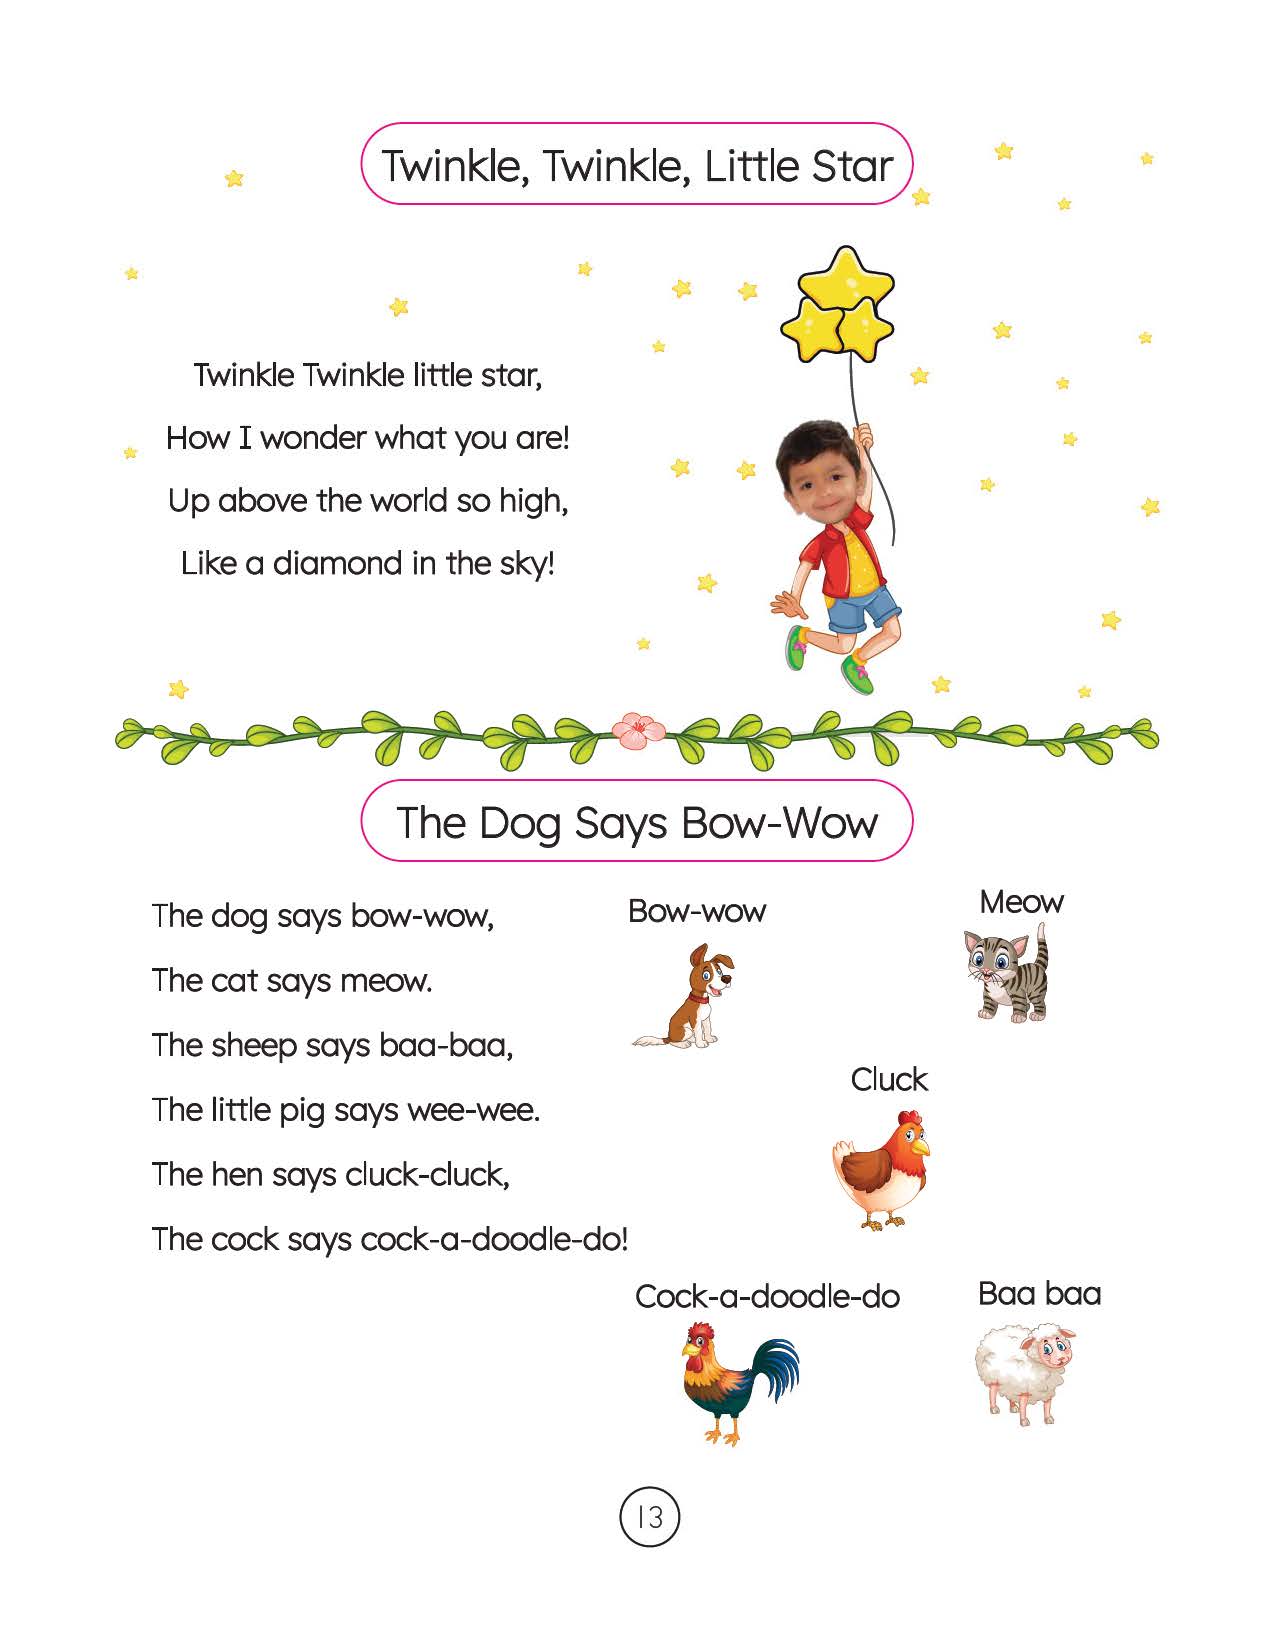 Twinkle, Twinkle, Little Star
Twinkle Twinkle little star,
How I wonder what you are!
Up above the world so high,
Like a diamond in the sky!
The Dog Says Bow-Wow
The dog says bow-wow,
The cat says meow.
The sheep says baa-baa,
The little pig says wee-wee.
The hen says cluck-cluck,
The cock says cock-a-doodle-do!
Bow-wow
Meow
Cluck
Cock-a-doodle-do
Baa baa
13